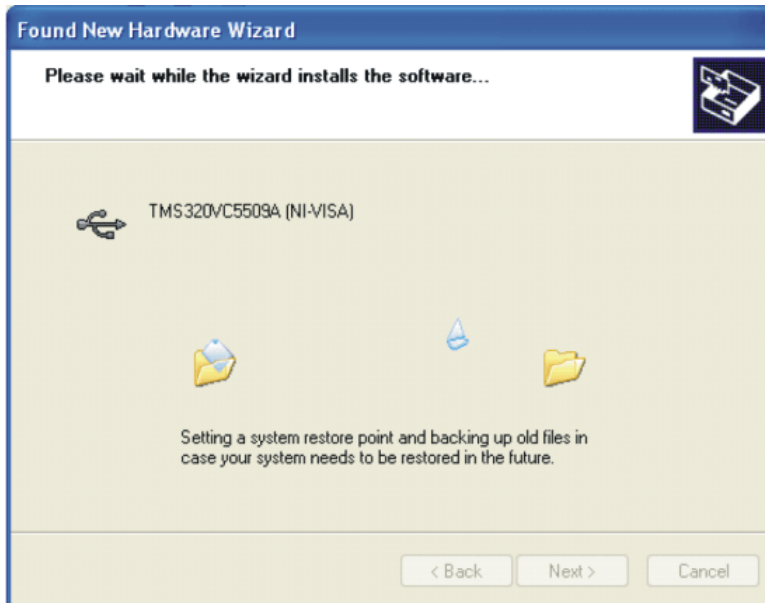 Found New Hardware Wizard
Please wait while the wizard installs the software...
TMS320VC5509A (NI-VISA)
Setting a system restore point and backing up old files in
case your system needs to be restored in the future.
< Back
Next >
Cancel